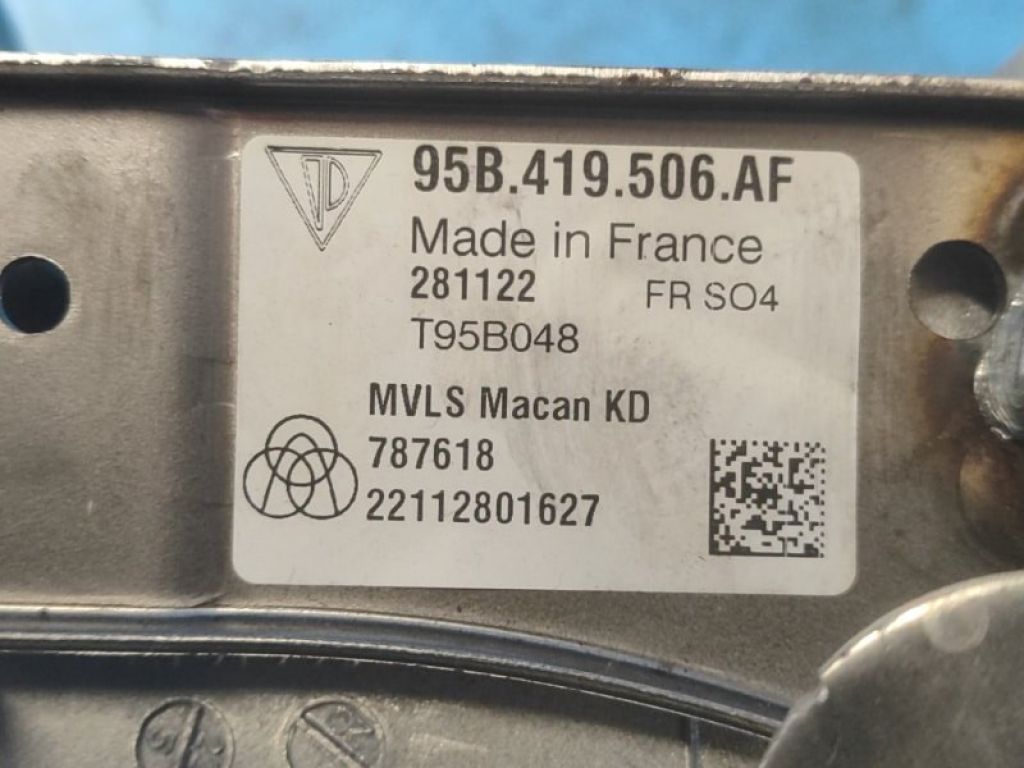 95B.419.506.AF
Made in France
281122 FR SO4
T95B048
MVLS Macan KD
787618
22112801627